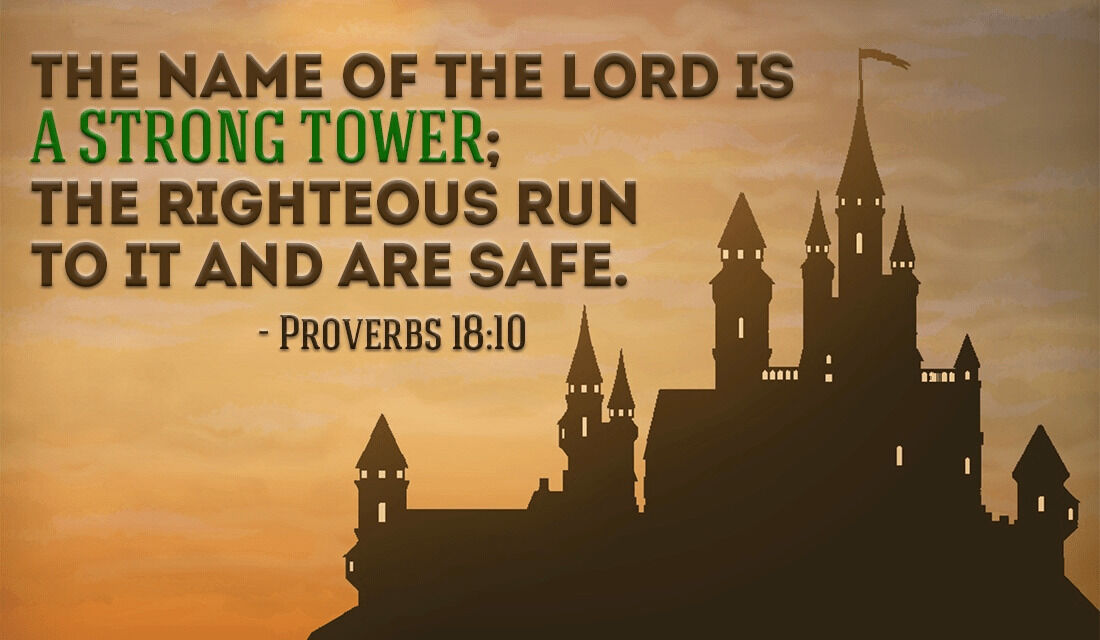 THE NAME OF THE LORD IS
A STRONG TOWER;
THE RIGHTEOUS RUN
TO IT AND ARE SAFE.
- PROVERBS 18:10